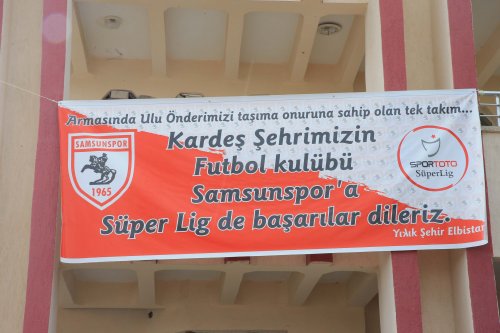 Armasında Ulu Önderimizi taşıma onuruna sahip olan tek takım...
Kardeş Şehrimizin
Futbol kulübü
Samsunspor'a
Süper Lig de başarılar dileriz.
Yıllık Şehir Elbistan
SAMSUNSPOR
1965
SPORTOTO
SüperLig